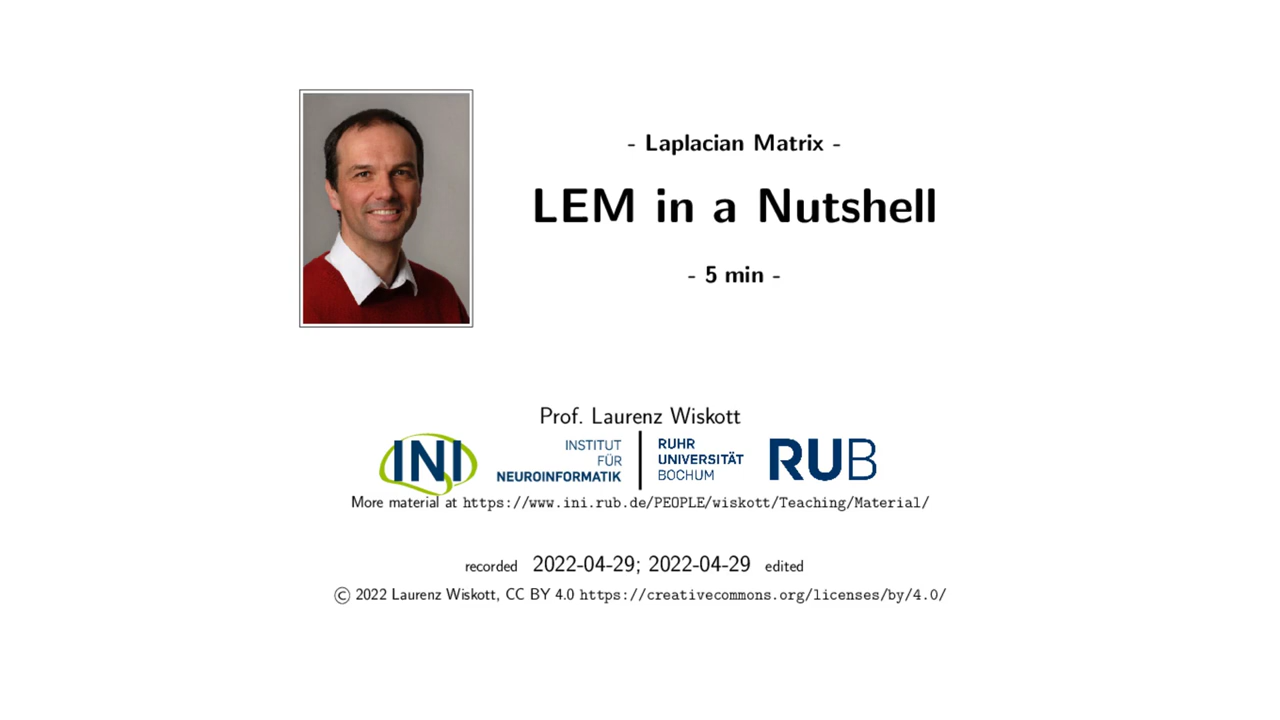 - Laplacian Matrix -
LEM in a Nutshell
- 5 min -
Prof. Laurenz Wiskott
INI
INSTITUT
FÜR
NEUROINFORMATIK
RUHR
UNIVERSITÄT
BOCHUM
RUB
More material at https://www.ini.rub.de/PEOPLE/wiskott/Teaching/Material/
recorded 2022-04-29; 2022-04-29 edited
© 2022 Laurenz Wiskott, CC BY 4.0 https://creativecommons.org/licenses/by/4.0/